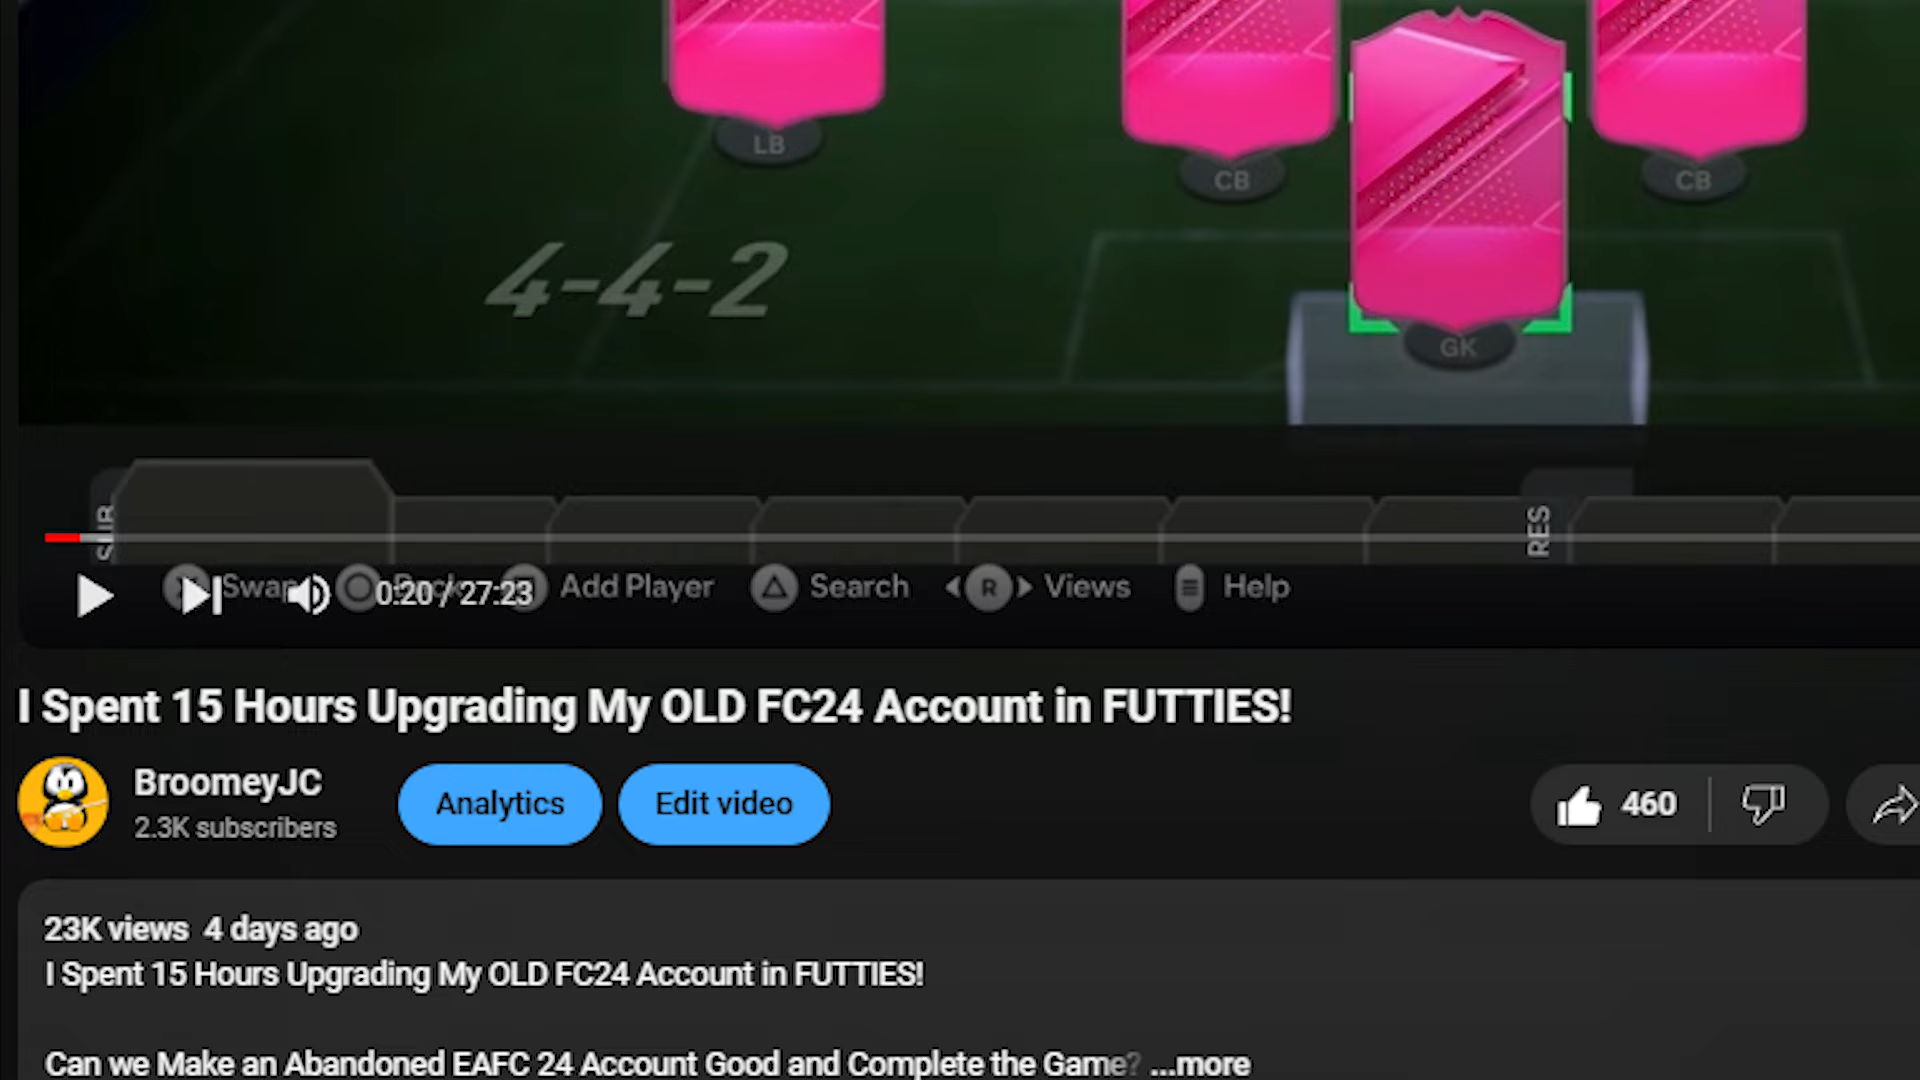 LB
CB
CB
4-4-2
GK
SUB
RES
Swap
Back
0:20 / 27:23
Add Player
Search
R
Views
Help
I Spent 15 Hours Upgrading My OLD FC24 Account in FUTTIES!
BroomeyJC
2.3K subscribers
Analytics
Edit video
460
23K views 4 days ago
I Spent 15 Hours Upgrading My OLD FC24 Account in FUTTIES!
Can we Make an Abandoned EAFC 24 Account Good and Complete the Game? ...more